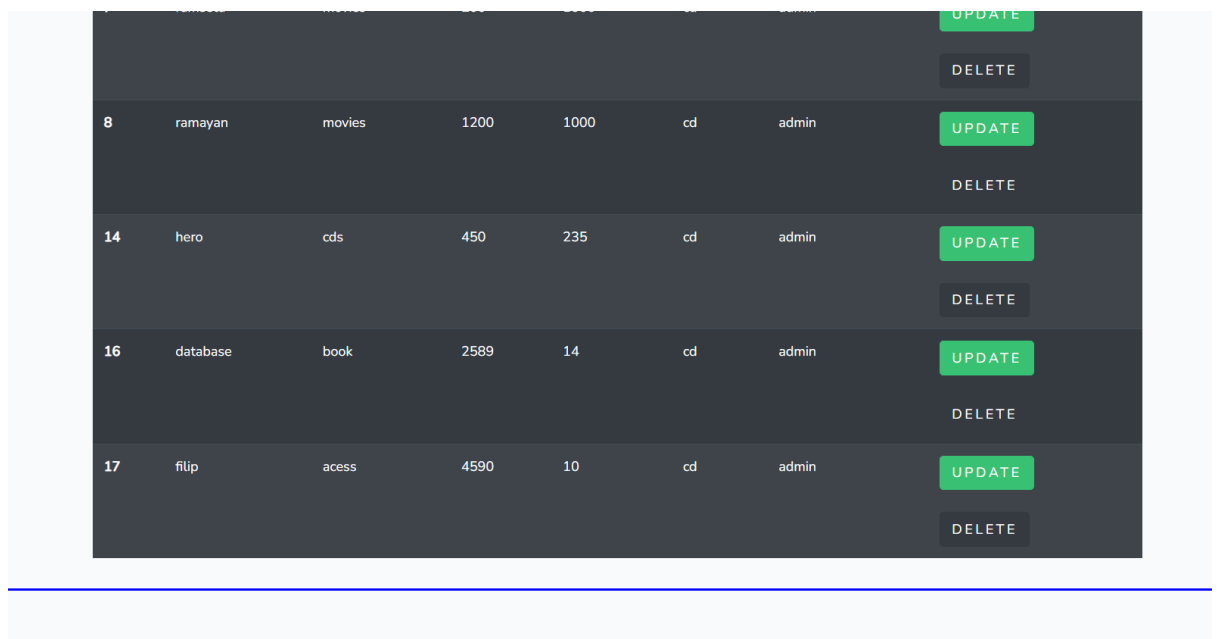 UPDATE
DELETE
8 ramayan movies 1200 1000 cd admin UPDATE
DELETE
14 hero cds 450 235 cd admin UPDATE
DELETE
16 database book 2589 14 cd admin UPDATE
DELETE
17 filip acess 4590 10 cd admin UPDATE
DELETE